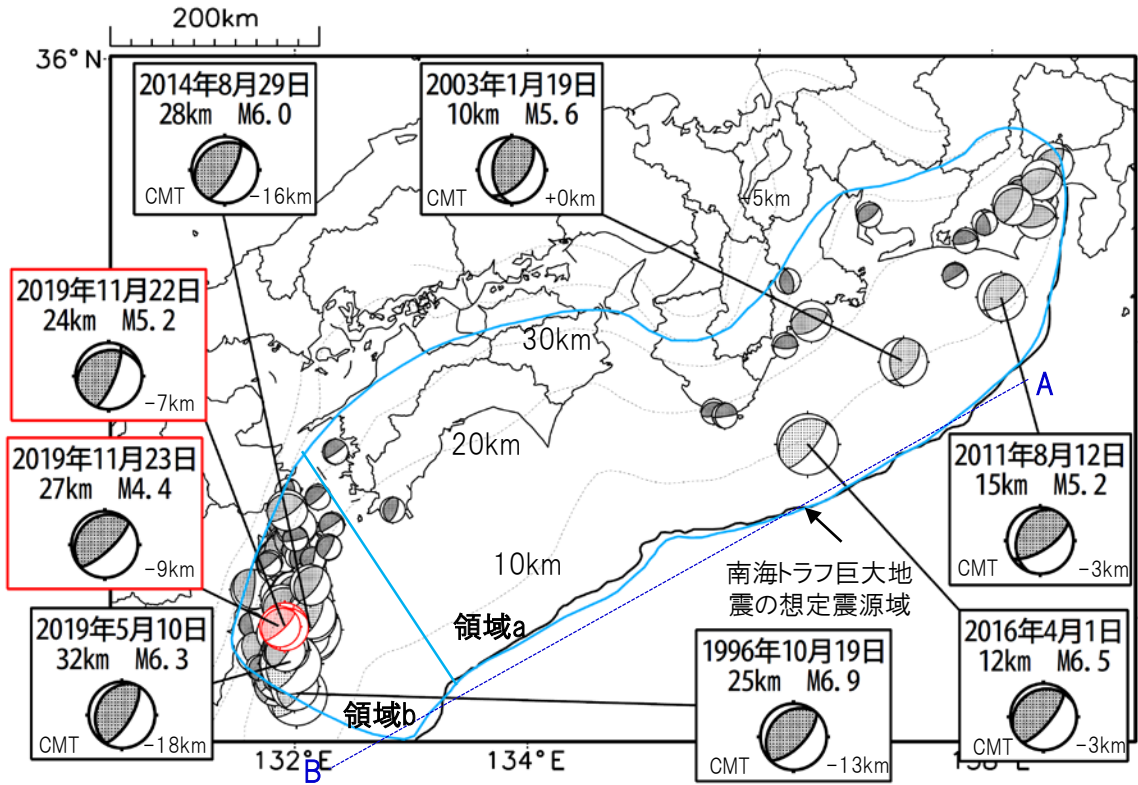 200km
36°N
2014年8月29日
28km M6.0
CMT
-16km
2003年1月19日
10km M5.6
CMT
+0km
-5km
2019年11月22日
24km M5.2
-7km
30km
20km
A
2019年11月23日
27km M4.4
-9km
2011年8月12日
15km M5.2
CMT
-3km
10km
南海トラフ巨大地
震の想定震源域
領域a
2019年5月10日
32km M6.3
CMT
-18km
1996年10月19日
25km M6.9
CMT
-13km
2016年4月1日
12km M6.5
CMT
-3km
領域b
B
132°E
134°E